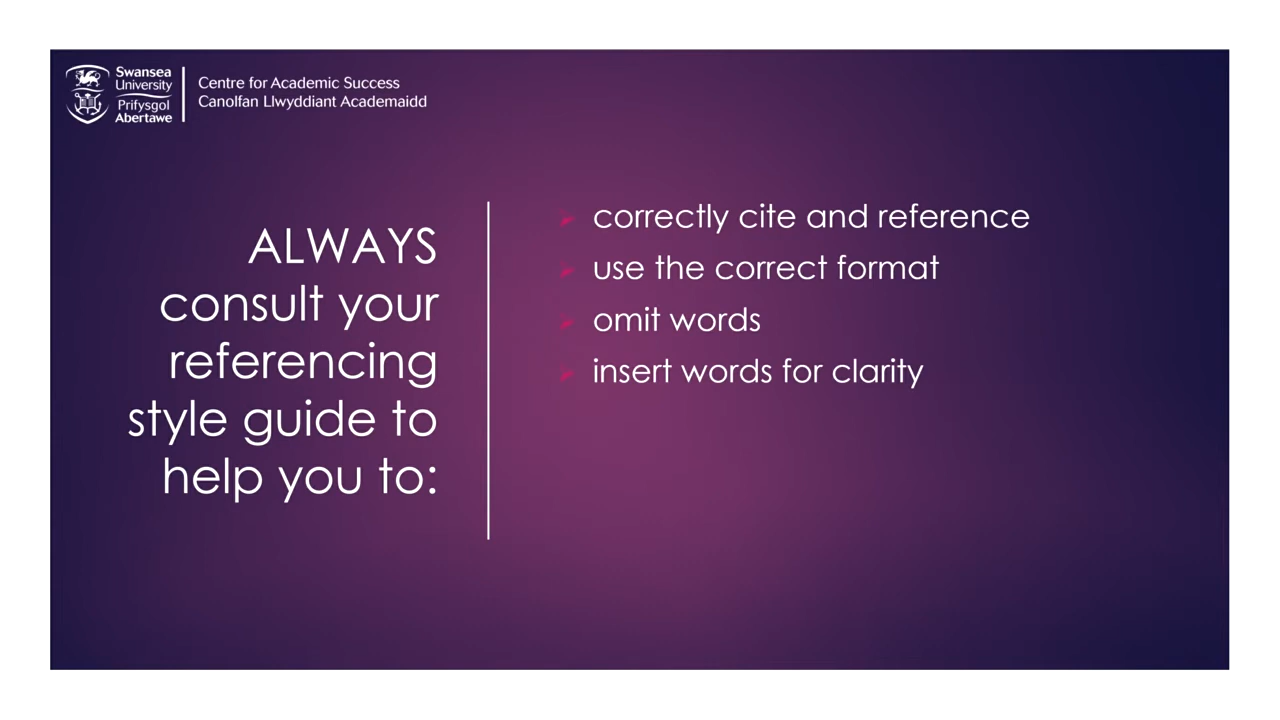 Swansea
University
Prifysgol
Abertawe
Centre for Academic Success
Canolfan Llwyddiant Academaidd
ALWAYS
consult your
referencing
style guide to
help you to:
correctly cite and reference
use the correct format
omit words
insert words for clarity